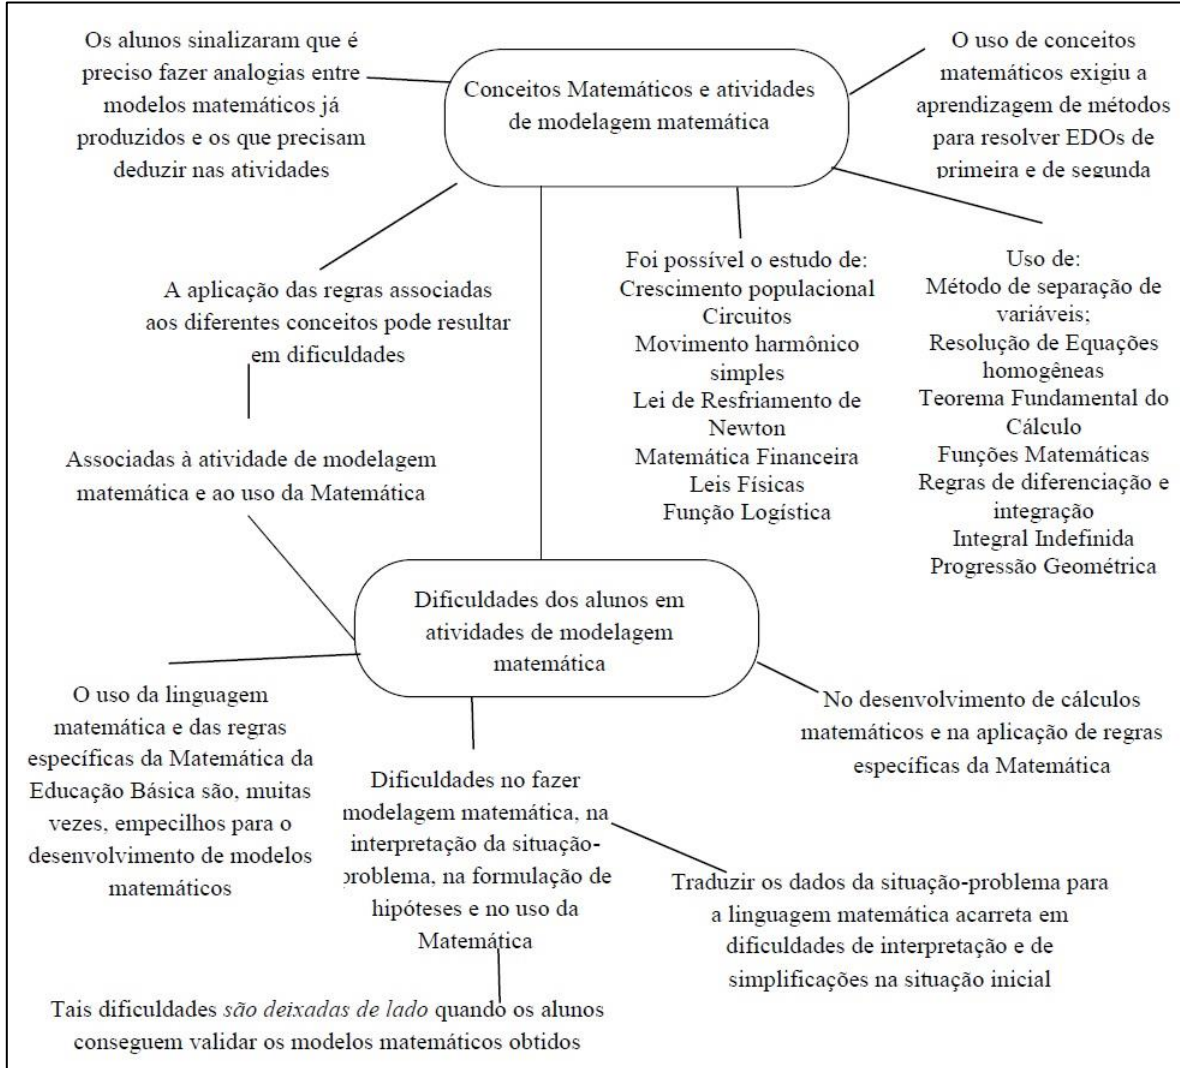 Os alunos sinalizaram que é
preciso fazer analogias entre
modelos matemáticos já
produzidos e os que precisam
deduzir nas atividades
Conceitos Matemáticos e atividades
de modelagem matemática
O uso de conceitos
matemáticos exigiu a
aprendizagem de métodos
para resolver EDOs de
primeira e de segunda
A aplicação das regras associadas
aos diferentes conceitos pode resultar
em dificuldades
Foi possível o estudo de:
Crescimento populacional
Circuitos
Movimento harmônico
simples
Lei de Resfriamento de
Newton
Matemática Financeira
Leis Físicas
Função Logística
Uso de:
Método de separação de
variáveis;
Resolução de Equações
homogêneas
Teorema Fundamental do
Cálculo
Funções Matemáticas
Regras de diferenciação e
integração
Integral Indefinida
Progressão Geométrica
Associadas à atividade de modelagem
matemática e ao uso da Matemática
Dificuldades dos alunos em
atividades de modelagem
matemática
O uso da linguagem
matemática e das regras
específicas da Matemática da
Educação Básica são, muitas
vezes, empecilhos para o
desenvolvimento de modelos
matemáticos
Dificuldades no fazer
modelagem matemática, na
interpretação da situação-
problema, na formulação de
hipóteses e no uso da
Matemática
No desenvolvimento de cálculos
matemáticos e na aplicação de regras
específicas da Matemática
Traduzir os dados da situação-problema para
a linguagem matemática acarreta em
dificuldades de interpretação e de
simplificações na situação inicial
Tais dificuldades são deixadas de lado quando os alunos
conseguem validar os modelos matemáticos obtidos